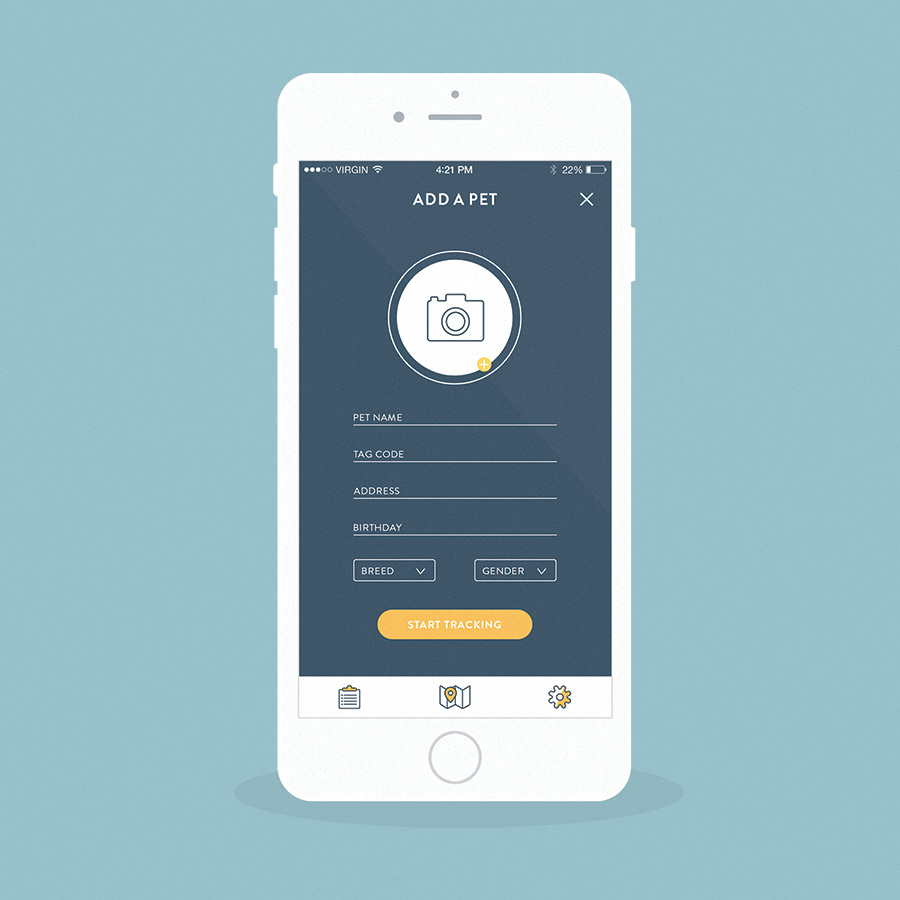 VIRGIN 4:21 PM 22%
ADD A PET
PET NAME
TAG CODE
ADDRESS
BIRTHDAY
BREED GENDER
START TRACKING